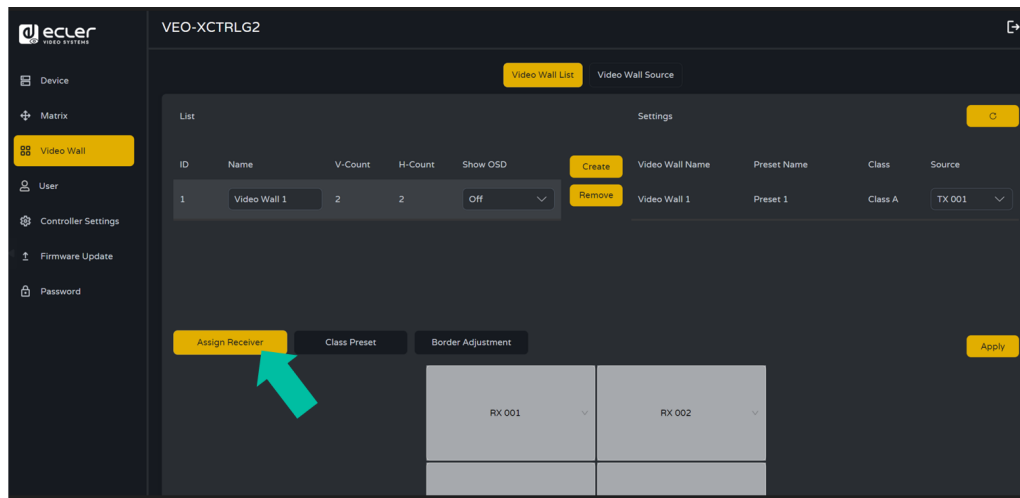 ecler
VIDEO SYSTEMS
VEO-XCTRLG2
Device
Matrix
Video Wall
User
Controller Settings
Firmware Update
Password
Video Wall List Video Wall Source
List
Settings
ID Name V-Count H-Count Show OSD
1 Video Wall 1 2 2 Off
Create
Remove
Video Wall Name Preset Name Class Source
Video Wall 1 Preset 1 Class A TX 001
Assign Receiver Class Preset Border Adjustment
Apply
RX 001 RX 002